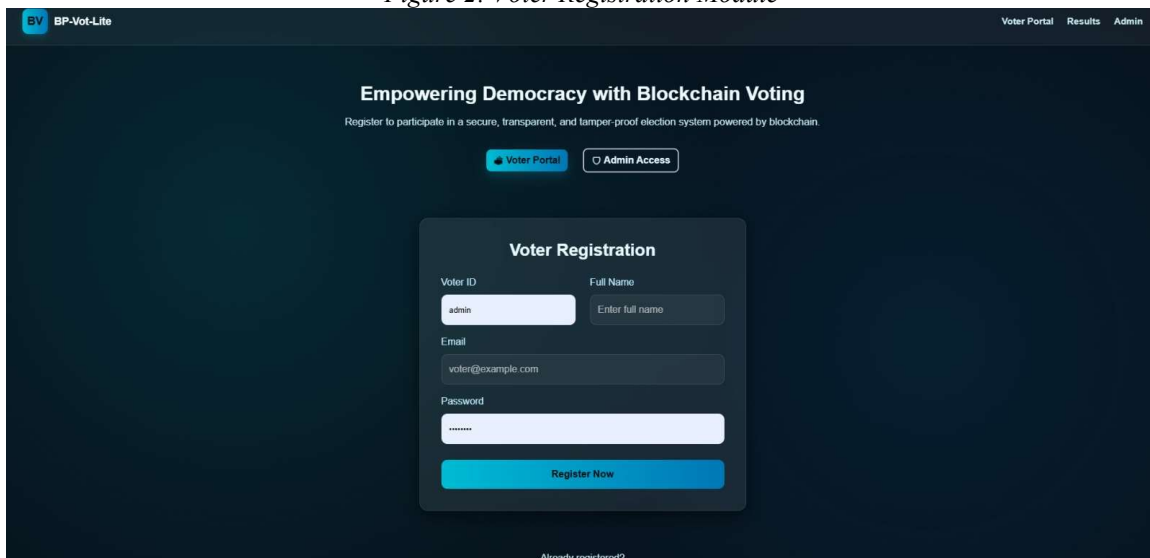 Figure 2: Voter Registration Module
BV BP-Vot-Lite Voter Portal Results Admin
Empowering Democracy with Blockchain Voting
Register to participate in a secure, transparent, and tamper-proof election system powered by blockchain.
Voter Portal Admin Access
Voter Registration
Voter ID Full Name
admin Enter full name
Email
voter@example.com
Password
••••••••
Register Now
Already registered?